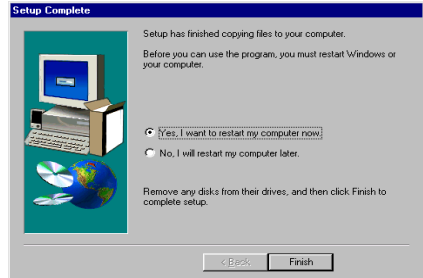 Setup Complete
Setup has finished copying files to your computer.
Before you can use the program, you must restart Windows or
your computer.
Yes, I want to restart my computer now.
No, I will restart my computer later.
Remove any disks from their drives, and then click Finish to
complete setup.
< Back
Finish